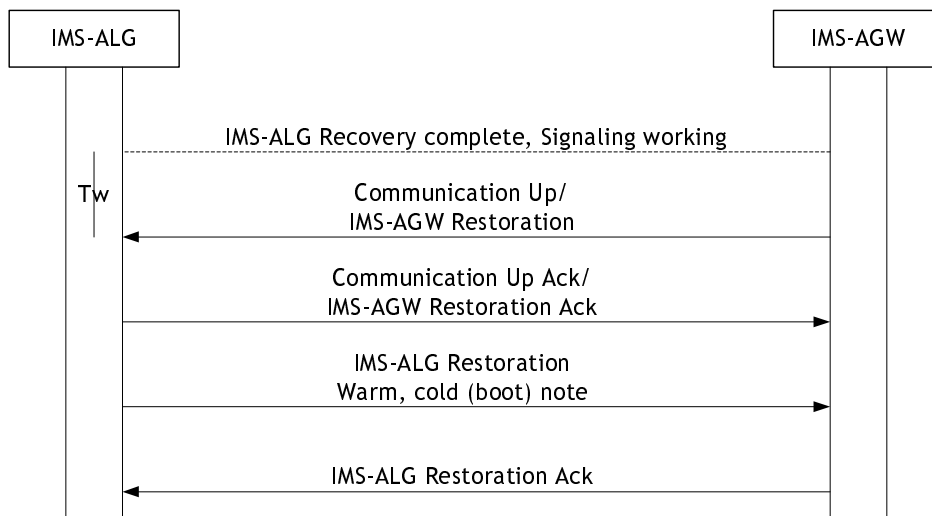 IMS-ALG
IMS-AGW
IMS-ALG Recovery complete, Signaling working
Tw
Communication Up/
IMS-AGW Restoration
Communication Up Ack/
IMS-AGW Restoration Ack
IMS-ALG Restoration
Warm, cold (boot) note
IMS-ALG Restoration Ack